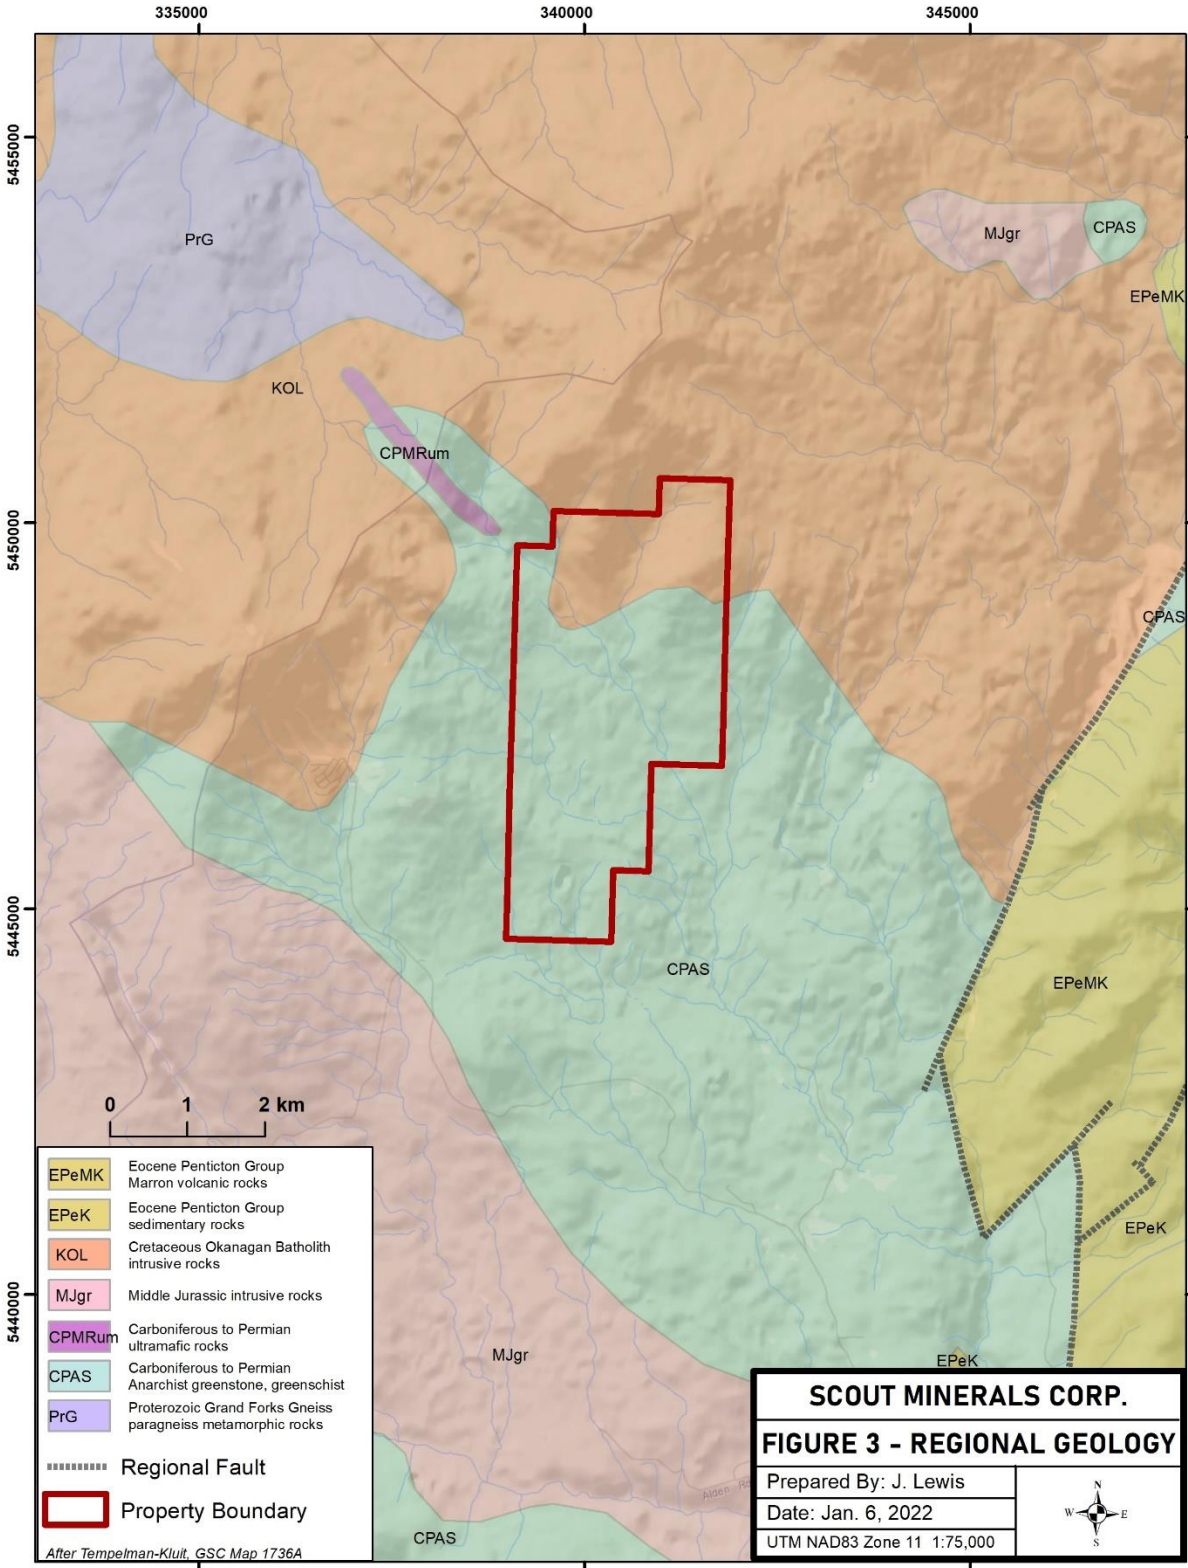 335000
340000
345000
5455000
5450000
5445000
5440000
PrG
MJgr
CPAS
EPeMK
KOL
CPMRum
CPAS
CPAS
EPeMK
EPeK
MJgr
EPeK
CPAS
0 1 2 km
EPeMK Eocene Penticton Group
Marron volcanic rocks
EPeK Eocene Penticton Group
sedimentary rocks
KOL Cretaceous Okanagan Batholith
intrusive rocks
MJgr Middle Jurassic intrusive rocks
CPMRum Carboniferous to Permian
ultramafic rocks
CPAS Carboniferous to Permian
Anarchist greenstone, greenschist
PrG Proterozoic Grand Forks Gneiss
paragneiss metamorphic rocks
Regional Fault
Property Boundary
After Tempelman-Kluit, GSC Map 1736A
SCOUT MINERALS CORP.
FIGURE 3 - REGIONAL GEOLOGY
Prepared By: J. Lewis
Date: Jan. 6, 2022
UTM NAD83 Zone 11 1:75,000
N
W E
S